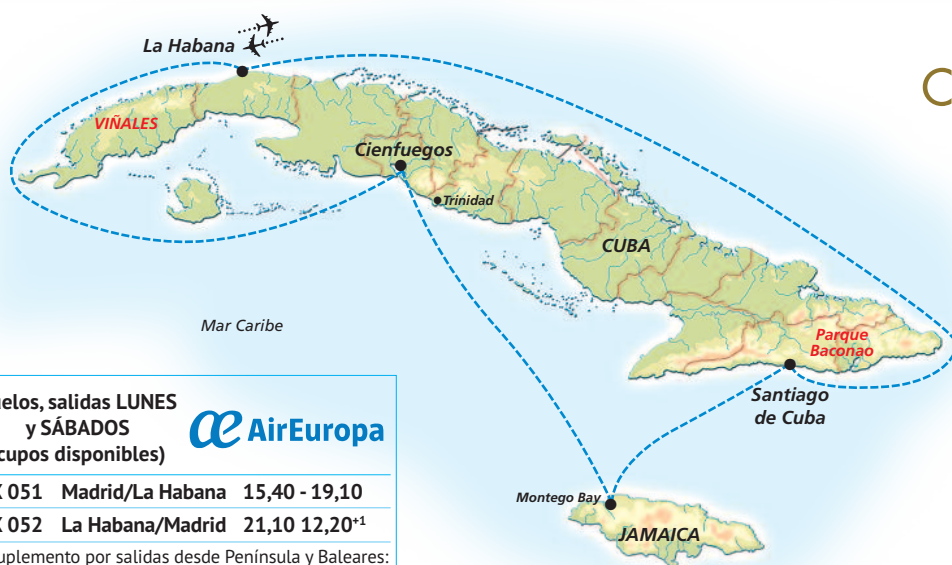 La Habana
VIÑALES
Cienfuegos
Trinidad
CUBA
Mar Caribe
Parque
Baconao
Santiago
de Cuba
Montego Bay
JAMAICA
uelos, salidas LUNES
y SÁBADOS
cupos disponibles)
æ AirEuropa
051 Madrid/La Habana 15,40 - 19,10
052 La Habana/Madrid 21,10 12,20+1
uplemento por salidas desde Península y Baleares: